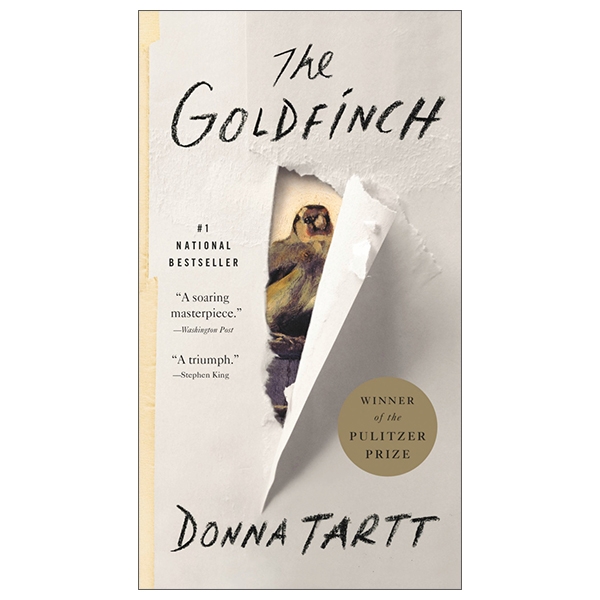 The
GOLDFINCH
#1
NATIONAL
BESTSELLER
“A soaring
masterpiece.”
—Washington Post
“A triumph.”
—Stephen King
WINNER
of the
PULITZER
PRIZE
DONNA TARTT